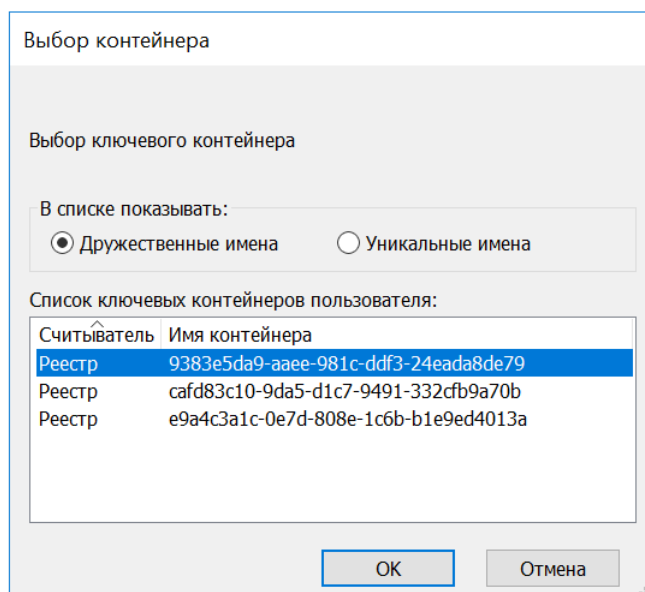 Выбор контейнера
Выбор ключевого контейнера
В списке показывать:
Дружественные имена Уникальные имена
Список ключевых контейнеров пользователя:
Считыватель Имя контейнера
Реестр 9383e5da9-aaee-981c-ddf3-24eada8de79
Реестр cafd83c10-9da5-d1c7-9491-332cfb9a70b
Реестр e9a4c3a1c-0e7d-808e-1c6b-b1e9ed4013a
OK Отмена